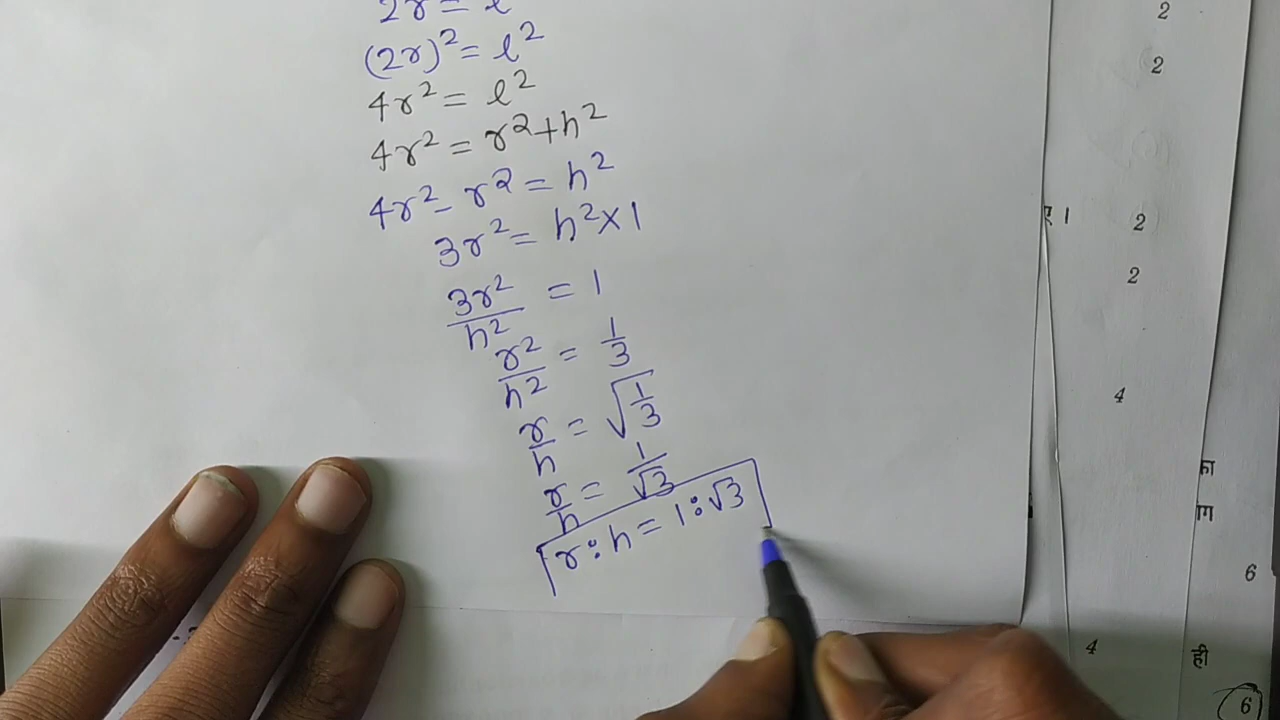 2r = l
(2r)² = l²
4r² = l²
4r² = r² + h²
4r² - r² = h²
3r² = h² × 1
3r²/h² = 1
r²/h² = 1/3
r/h = √(1/3)
r/h = 1/√3
r : h = 1 : √3
2
2
ए ।
2
2
4
का
ग
6
4
ही
6